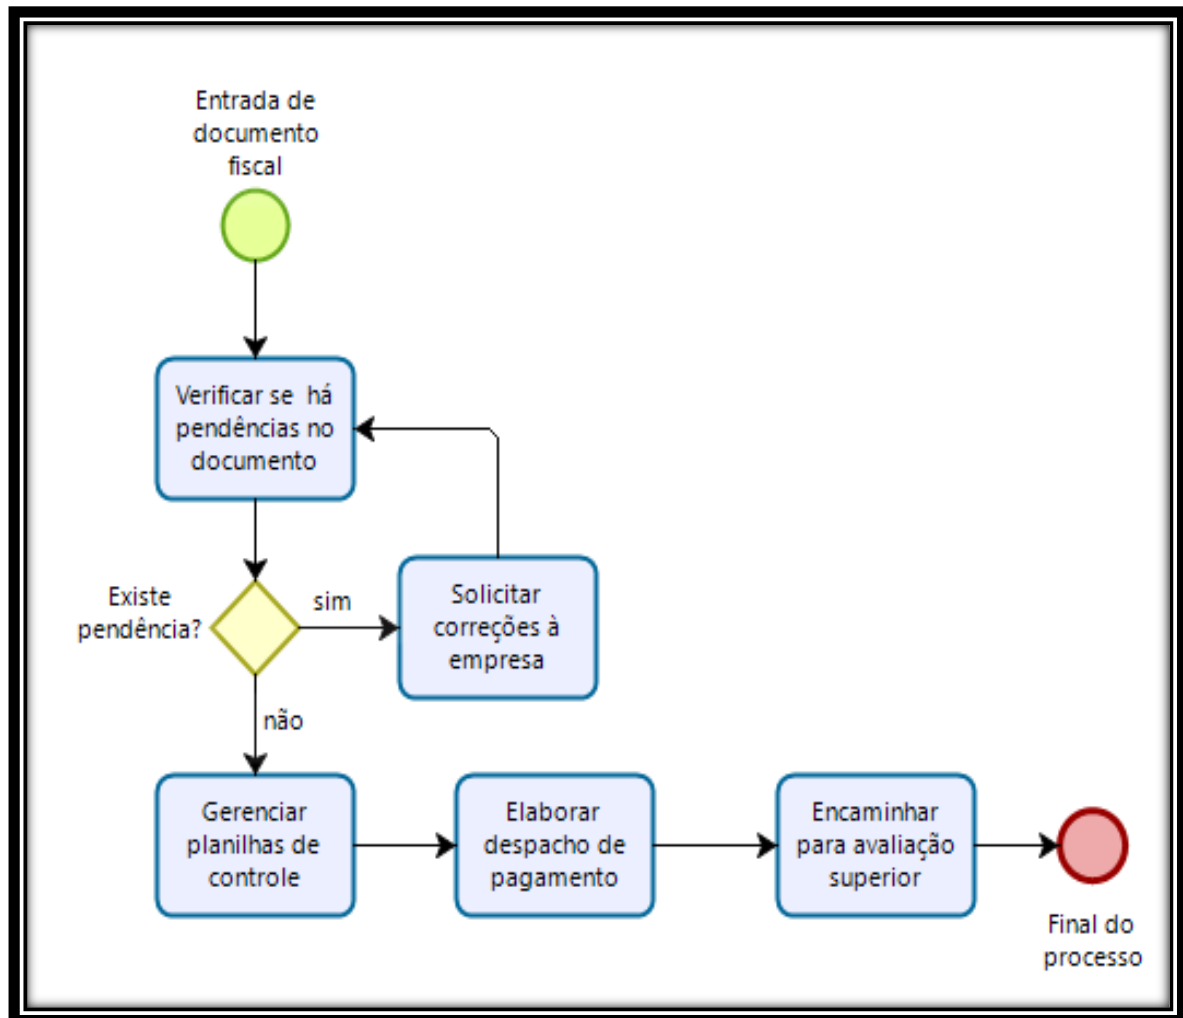 Entrada de
documento
fiscal
Verificar se  há
pendências no
documento
Existe
pendência?
sim
Solicitar
correções à
empresa
não
Gerenciar
planilhas de
controle
Elaborar
despacho de
pagamento
Encaminhar
para avaliação
superior
Final do
processo